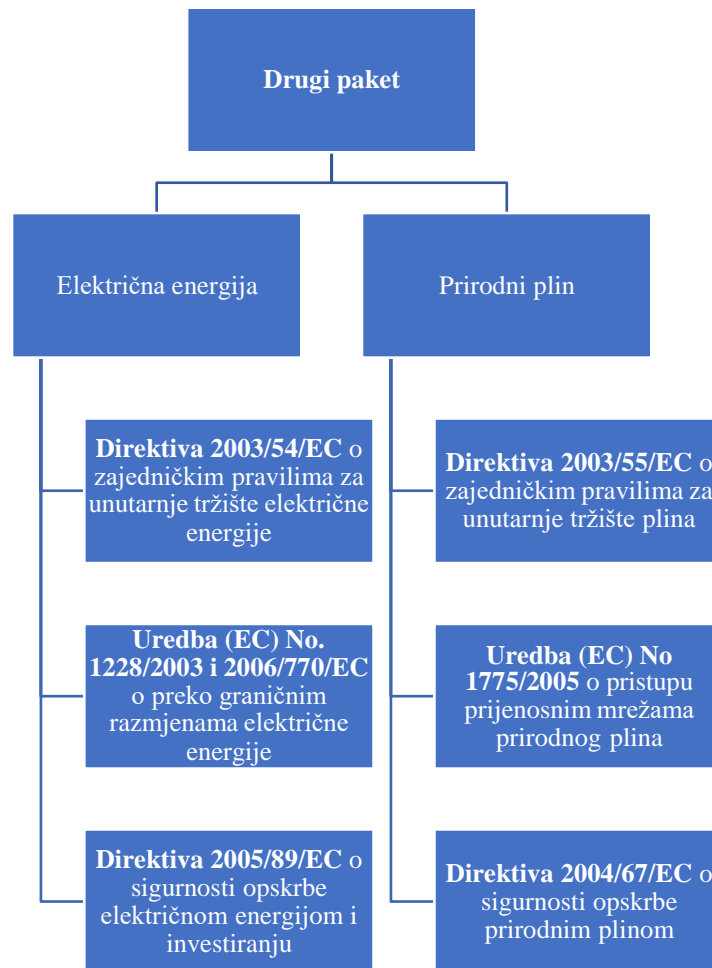 Drugi paket
Električna energija
Prirodni plin
Direktiva 2003/54/EC o
zajedničkim pravilima za
unutarnje tržište električne
energije
Direktiva 2003/55/EC o
zajedničkim pravilima za
unutarnje tržište plina
Uredba (EC) No.
1228/2003 i 2006/770/EC
o preko graničnim
razmjenama električne
energije
Uredba (EC) No
1775/2005 o pristupu
prijenosnim mrežama
prirodnog plina
Direktiva 2005/89/EC o
sigurnosti opskrbe
električnom energijom i
investiranju
Direktiva 2004/67/EC o
sigurnosti opskrbe
prirodnim plinom